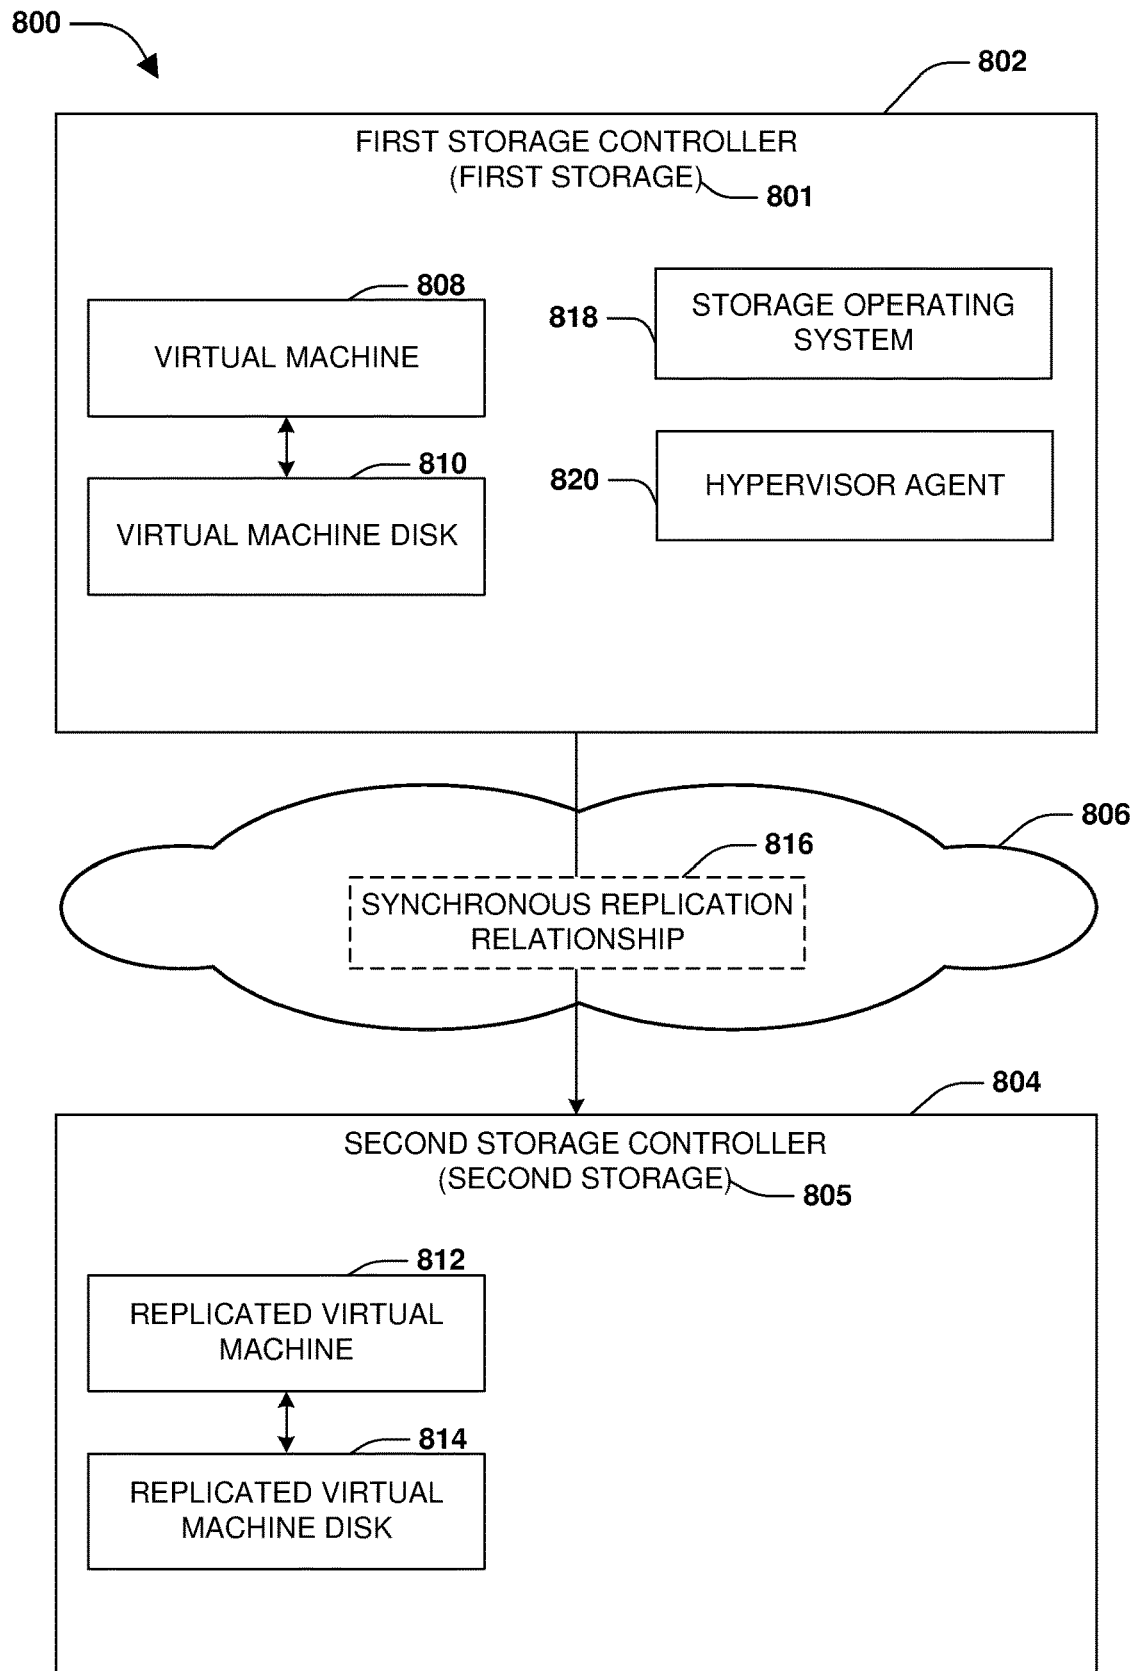 800
802
FIRST STORAGE CONTROLLER
(FIRST STORAGE)
801
808
VIRTUAL MACHINE
818
STORAGE OPERATING
SYSTEM
810
VIRTUAL MACHINE DISK
820
HYPERVISOR AGENT
806
816
SYNCHRONOUS REPLICATION
RELATIONSHIP
804
SECOND STORAGE CONTROLLER
(SECOND STORAGE)
805
812
REPLICATED VIRTUAL
MACHINE
814
REPLICATED VIRTUAL
MACHINE DISK